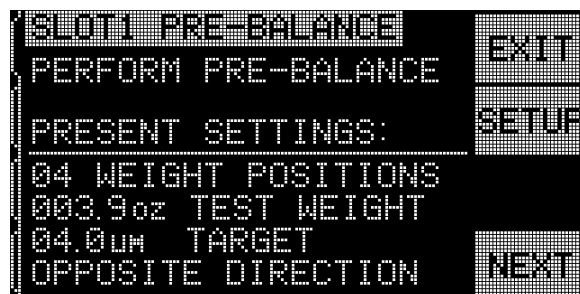 SLOT1 PRE-BALANCE
EXIT
PERFORM PRE-BALANCE
SETUP
PRESENT SETTINGS:
04 WEIGHT POSITIONS
003.9oz TEST WEIGHT
04.0um TARGET
OPPOSITE DIRECTION
NEXT